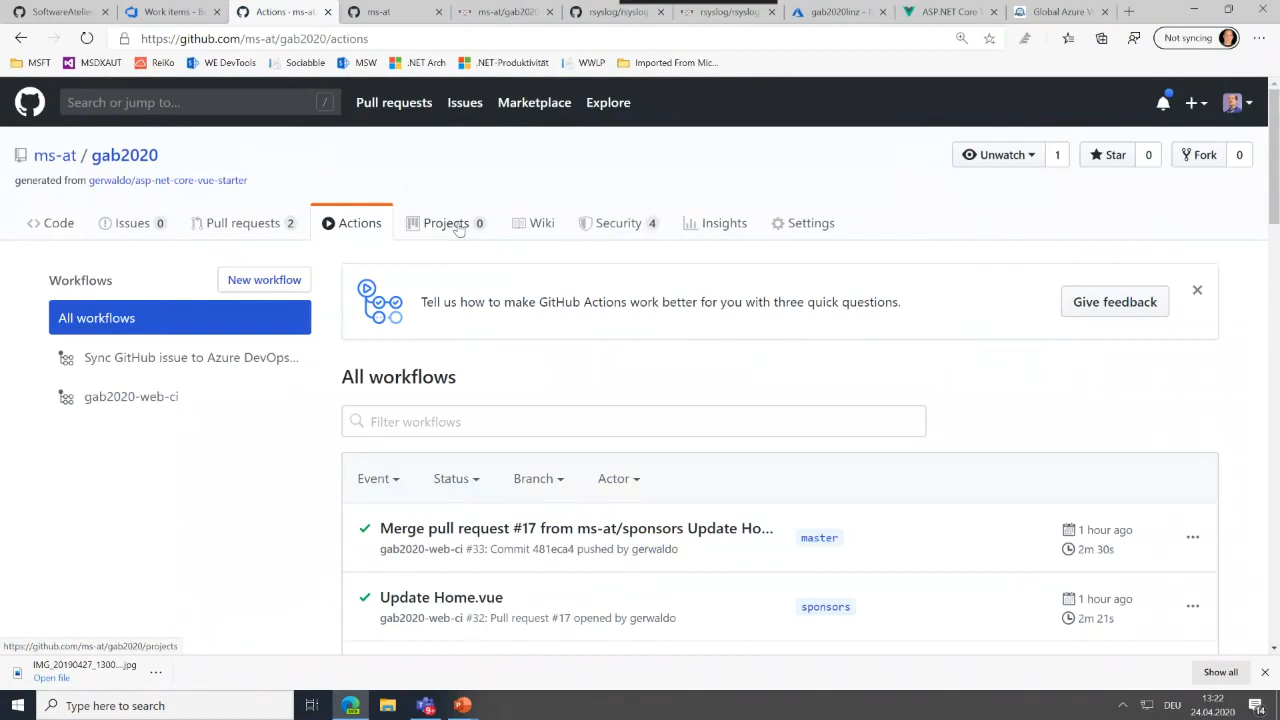 SoftwareAtelier
Work items - B
Actions · ms-at
ms-at
ms-at/gab2020
rsyslog/rsyslog
rsyslog/rsyslog
gab2020linz -
ASP.NET Core
Global Azure Vi
https://github.com/ms-at/gab2020/actions
Not syncing
MSFT
MSDXAUT
ReiKo
WE DevTools
Sociabble
MSW
.NET Arch
.NET-Produktivität
WWLP
Imported From Mic...
Search or jump to...
/
Pull requests
Issues
Marketplace
Explore
ms-at / gab2020
Unwatch 1
Star 0
Fork 0
generated from gerwaldo/asp-net-core-vue-starter
Code
Issues 0
Pull requests 2
Actions
Projects 0
Wiki
Security 4
Insights
Settings
Workflows
New workflow
All workflows
Sync GitHub issue to Azure DevOps...
gab2020-web-ci
Tell us how to make GitHub Actions work better for you with three quick questions.
Give feedback
All workflows
Filter workflows
Event
Status
Branch
Actor
Merge pull request #17 from ms-at/sponsors Update Ho...
gab2020-web-ci #33: Commit 481eca4 pushed by gerwaldo
master
1 hour ago
2m 30s
Update Home.vue
gab2020-web-ci #32: Pull request #17 opened by gerwaldo
sponsors
1 hour ago
2m 21s
https://github.com/ms-at/gab2020/projects
IMG_20190427_1300....jpg
Open file
Show all
Type here to search
DEU
13:22
24.04.2020
14